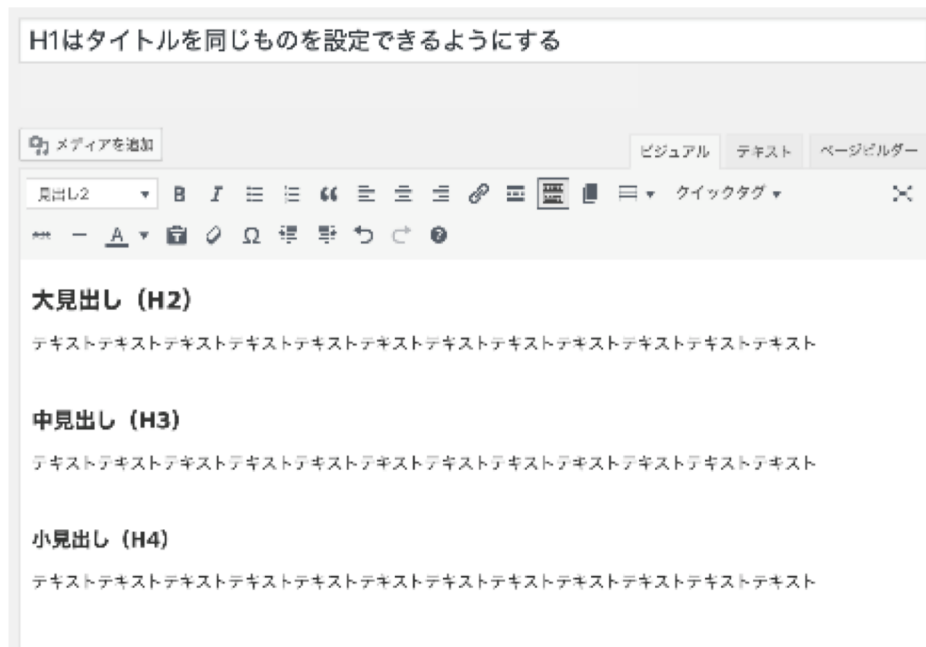 H1はタイトルを同じものを設定できるようにする
メディアを追加
ビジュアル テキスト ページビルダー
見出し2 B I クイックタグ
A Ω
大見出し（H2）
テキストテキストテキストテキストテキストテキストテキストテキストテキストテキストテキストテキスト
中見出し（H3）
テキストテキストテキストテキストテキストテキストテキストテキストテキストテキストテキストテキスト
小見出し（H4）
テキストテキストテキストテキストテキストテキストテキストテキストテキストテキストテキストテキスト